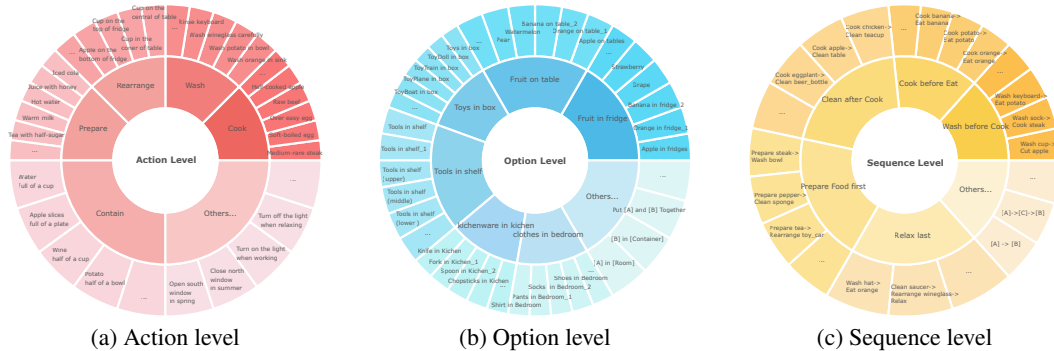 Action Level
Rearrange
Wash
Cook
Others...
Contain
Prepare
Cup on the
central of table
Rinse keyboard
Wash wineglass carefully
Wash potato in bowl
Wash orange in sink
...
Half-cooked apple
Raw beef
Over easy egg
Soft-boiled egg
Medium-rare steak
...
Turn off the light
when relaxing
Turn on the light
when working
Close north
window
in summer
Open south
window
in spring
...
Potato
half of a bowl
Wine
half of a cup
Apple slices
full of a plate
Water
full of a cup
...
Tea with half-sugar
Warm milk
Hot water
Juice with honey
Iced cola
...
Apple on the
bottom of fridge
Cup in the
corner of table
Cup on the
top of fridge
(a) Action level
Option Level
Fruit on table
Fruit in fridge
Others...
clothes in bedroom
kichenware in kichen
Tools in shelf
Toys in box
...
Pear
Watermelon
Banana on table_2
Orange on table_1
Apple on tables
...
Strawberry
Grape
Banana in fridge_2
Orange in fridge_1
Apple in fridges
...
Put [A] and [B] Together
[B] in [Container]
[A] in [Room]
...
Shoes in Bedroom
Socks in Bedroom_2
Pants in Bedroom_1
Shirt in Bedroom
...
Chopsticks in Kichen
Spoon in Kichen_2
Fork in Kichen_1
Knife in Kichen
...
Tools in shelf
(lower )
Tools in shelf
(middle)
Tools in shelf
(upper)
Tools in shelf_1
Tools in shelf
...
ToyBoat in box
ToyPlane in box
ToyTrain in box
ToyDoll in box
Toys in box
(b) Option level
Sequence Level
Cook before Eat
Wash before Cook
Others...
Relax last
Prepare Food first
Clean after Cook
...
Cook banana->
Eat banana
Cook potato->
Eat potato
Cook orange->
Eat orange
...
Wash keyboard->
Eat potato
Wash sock->
Cook steak
Wash cup->
Cut apple
...
[A]->[C]->[B]
[A] -> [B]
...
Clean saucer->
Rearrange wineglass->
Relax
Wash hat->
Eat orange
...
Prepare tea->
Rearrange toy_car
Prepare pepper->
Clean sponge
Prepare steak->
Wash bowl
...
Cook eggplant->
Clean beer_bottle
Cook apple->
Clean table
Cook chicken->
Clean teacup
(c) Sequence level